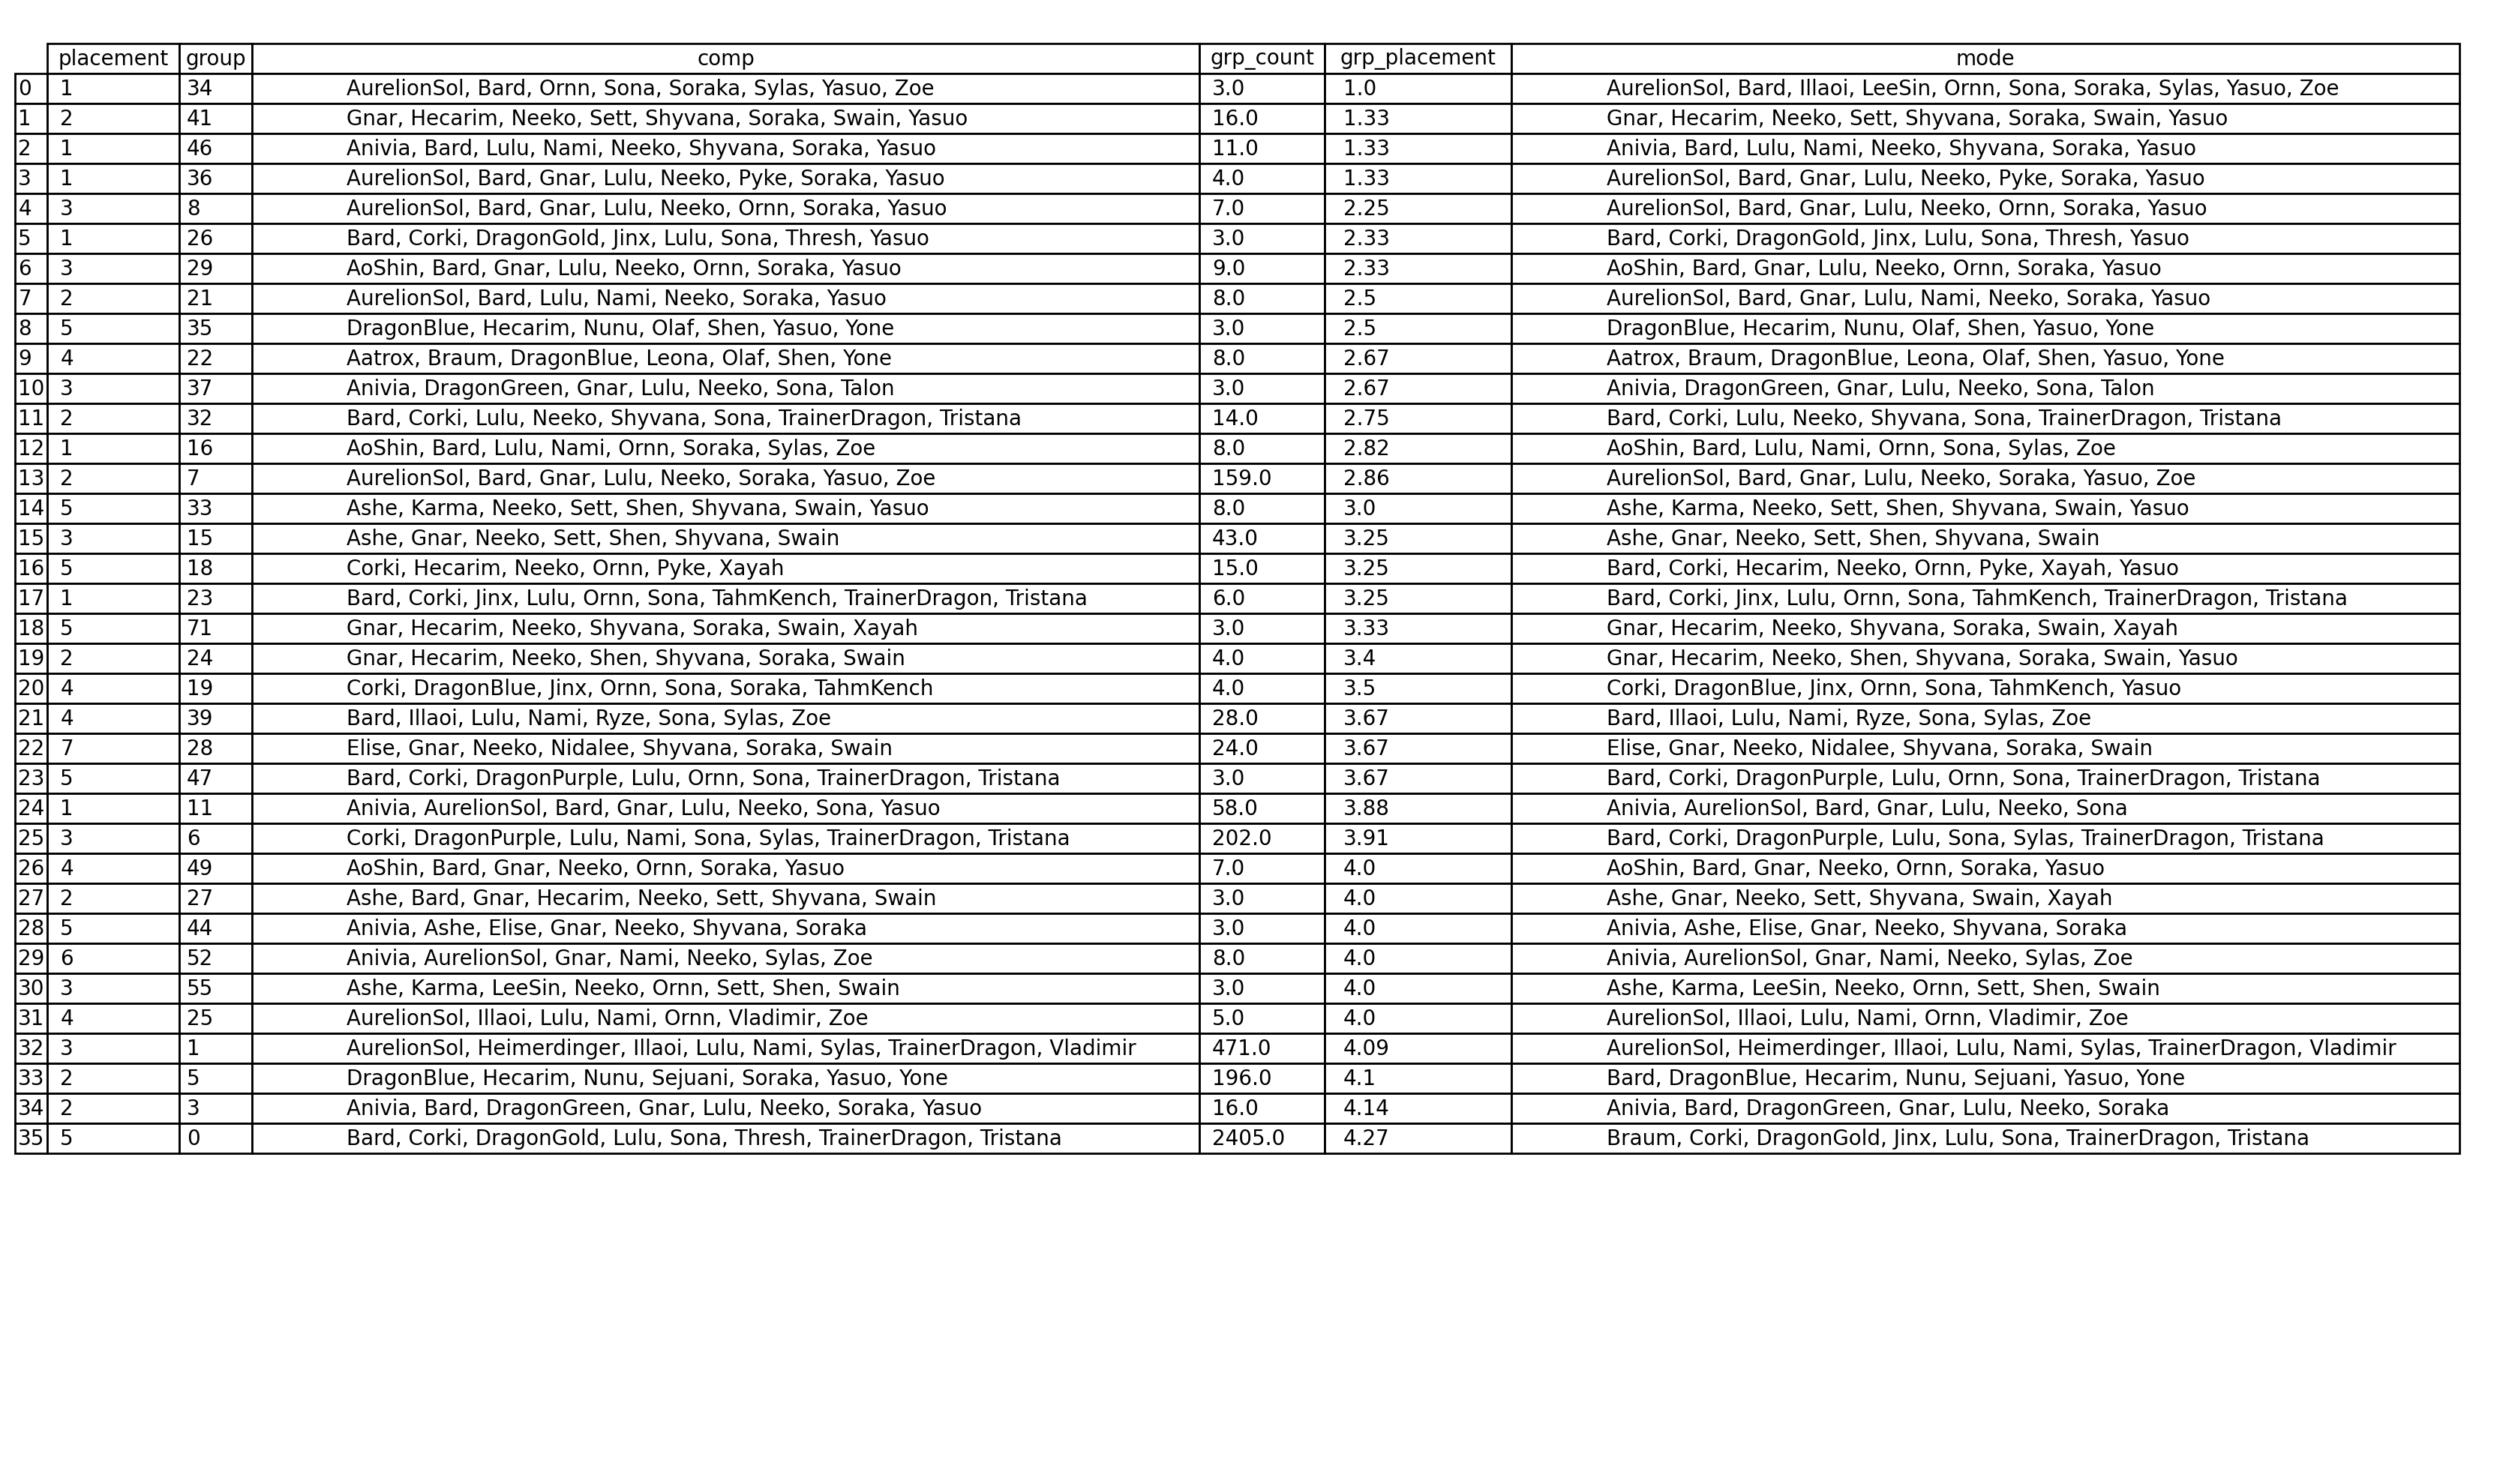 placement group comp grp_count grp_placement mode
0 1 34 AurelionSol, Bard, Ornn, Sona, Soraka, Sylas, Yasuo, Zoe 3.0 1.0 AurelionSol, Bard, Illaoi, LeeSin, Ornn, Sona, Soraka, Sylas, Yasuo, Zoe
1 2 41 Gnar, Hecarim, Neeko, Sett, Shyvana, Soraka, Swain, Yasuo 16.0 1.33 Gnar, Hecarim, Neeko, Sett, Shyvana, Soraka, Swain, Yasuo
2 1 46 Anivia, Bard, Lulu, Nami, Neeko, Shyvana, Soraka, Yasuo 11.0 1.33 Anivia, Bard, Lulu, Nami, Neeko, Shyvana, Soraka, Yasuo
3 1 36 AurelionSol, Bard, Gnar, Lulu, Neeko, Pyke, Soraka, Yasuo 4.0 1.33 AurelionSol, Bard, Gnar, Lulu, Neeko, Pyke, Soraka, Yasuo
4 3 8 AurelionSol, Bard, Gnar, Lulu, Neeko, Ornn, Soraka, Yasuo 7.0 2.25 AurelionSol, Bard, Gnar, Lulu, Neeko, Ornn, Soraka, Yasuo
5 1 26 Bard, Corki, DragonGold, Jinx, Lulu, Sona, Thresh, Yasuo 3.0 2.33 Bard, Corki, DragonGold, Jinx, Lulu, Sona, Thresh, Yasuo
6 3 29 AoShin, Bard, Gnar, Lulu, Neeko, Ornn, Soraka, Yasuo 9.0 2.33 AoShin, Bard, Gnar, Lulu, Neeko, Ornn, Soraka, Yasuo
7 2 21 AurelionSol, Bard, Lulu, Nami, Neeko, Soraka, Yasuo 8.0 2.5 AurelionSol, Bard, Gnar, Lulu, Nami, Neeko, Soraka, Yasuo
8 5 35 DragonBlue, Hecarim, Nunu, Olaf, Shen, Yasuo, Yone 3.0 2.5 DragonBlue, Hecarim, Nunu, Olaf, Shen, Yasuo, Yone
9 4 22 Aatrox, Braum, DragonBlue, Leona, Olaf, Shen, Yone 8.0 2.67 Aatrox, Braum, DragonBlue, Leona, Olaf, Shen, Yasuo, Yone
10 3 37 Anivia, DragonGreen, Gnar, Lulu, Neeko, Sona, Talon 3.0 2.67 Anivia, DragonGreen, Gnar, Lulu, Neeko, Sona, Talon
11 2 32 Bard, Corki, Lulu, Neeko, Shyvana, Sona, TrainerDragon, Tristana 14.0 2.75 Bard, Corki, Lulu, Neeko, Shyvana, Sona, TrainerDragon, Tristana
12 1 16 AoShin, Bard, Lulu, Nami, Ornn, Soraka, Sylas, Zoe 8.0 2.82 AoShin, Bard, Lulu, Nami, Ornn, Sona, Sylas, Zoe
13 2 7 AurelionSol, Bard, Gnar, Lulu, Neeko, Soraka, Yasuo, Zoe 159.0 2.86 AurelionSol, Bard, Gnar, Lulu, Neeko, Soraka, Yasuo, Zoe
14 5 33 Ashe, Karma, Neeko, Sett, Shen, Shyvana, Swain, Yasuo 8.0 3.0 Ashe, Karma, Neeko, Sett, Shen, Shyvana, Swain, Yasuo
15 3 15 Ashe, Gnar, Neeko, Sett, Shen, Shyvana, Swain 43.0 3.25 Ashe, Gnar, Neeko, Sett, Shen, Shyvana, Swain
16 5 18 Corki, Hecarim, Neeko, Ornn, Pyke, Xayah 15.0 3.25 Bard, Corki, Hecarim, Neeko, Ornn, Pyke, Xayah, Yasuo
17 1 23 Bard, Corki, Jinx, Lulu, Ornn, Sona, TahmKench, TrainerDragon, Tristana 6.0 3.25 Bard, Corki, Jinx, Lulu, Ornn, Sona, TahmKench, TrainerDragon, Tristana
18 5 71 Gnar, Hecarim, Neeko, Shyvana, Soraka, Swain, Xayah 3.0 3.33 Gnar, Hecarim, Neeko, Shyvana, Soraka, Swain, Xayah
19 2 24 Gnar, Hecarim, Neeko, Shen, Shyvana, Soraka, Swain 4.0 3.4 Gnar, Hecarim, Neeko, Shen, Shyvana, Soraka, Swain, Yasuo
20 4 19 Corki, DragonBlue, Jinx, Ornn, Sona, Soraka, TahmKench 4.0 3.5 Corki, DragonBlue, Jinx, Ornn, Sona, TahmKench, Yasuo
21 4 39 Bard, Illaoi, Lulu, Nami, Ryze, Sona, Sylas, Zoe 28.0 3.67 Bard, Illaoi, Lulu, Nami, Ryze, Sona, Sylas, Zoe
22 7 28 Elise, Gnar, Neeko, Nidalee, Shyvana, Soraka, Swain 24.0 3.67 Elise, Gnar, Neeko, Nidalee, Shyvana, Soraka, Swain
23 5 47 Bard, Corki, DragonPurple, Lulu, Ornn, Sona, TrainerDragon, Tristana 3.0 3.67 Bard, Corki, DragonPurple, Lulu, Ornn, Sona, TrainerDragon, Tristana
24 1 11 Anivia, AurelionSol, Bard, Gnar, Lulu, Neeko, Sona, Yasuo 58.0 3.88 Anivia, AurelionSol, Bard, Gnar, Lulu, Neeko, Sona
25 3 6 Corki, DragonPurple, Lulu, Nami, Sona, Sylas, TrainerDragon, Tristana 202.0 3.91 Bard, Corki, DragonPurple, Lulu, Sona, Sylas, TrainerDragon, Tristana
26 4 49 AoShin, Bard, Gnar, Neeko, Ornn, Soraka, Yasuo 7.0 4.0 AoShin, Bard, Gnar, Neeko, Ornn, Soraka, Yasuo
27 2 27 Ashe, Bard, Gnar, Hecarim, Neeko, Sett, Shyvana, Swain 3.0 4.0 Ashe, Gnar, Neeko, Sett, Shyvana, Swain, Xayah
28 5 44 Anivia, Ashe, Elise, Gnar, Neeko, Shyvana, Soraka 3.0 4.0 Anivia, Ashe, Elise, Gnar, Neeko, Shyvana, Soraka
29 6 52 Anivia, AurelionSol, Gnar, Nami, Neeko, Sylas, Zoe 8.0 4.0 Anivia, AurelionSol, Gnar, Nami, Neeko, Sylas, Zoe
30 3 55 Ashe, Karma, LeeSin, Neeko, Ornn, Sett, Shen, Swain 3.0 4.0 Ashe, Karma, LeeSin, Neeko, Ornn, Sett, Shen, Swain
31 4 25 AurelionSol, Illaoi, Lulu, Nami, Ornn, Vladimir, Zoe 5.0 4.0 AurelionSol, Illaoi, Lulu, Nami, Ornn, Vladimir, Zoe
32 3 1 AurelionSol, Heimerdinger, Illaoi, Lulu, Nami, Sylas, TrainerDragon, Vladimir 471.0 4.09 AurelionSol, Heimerdinger, Illaoi, Lulu, Nami, Sylas, TrainerDragon, Vladimir
33 2 5 DragonBlue, Hecarim, Nunu, Sejuani, Soraka, Yasuo, Yone 196.0 4.1 Bard, DragonBlue, Hecarim, Nunu, Sejuani, Yasuo, Yone
34 2 3 Anivia, Bard, DragonGreen, Gnar, Lulu, Neeko, Soraka, Yasuo 16.0 4.14 Anivia, Bard, DragonGreen, Gnar, Lulu, Neeko, Soraka
35 5 0 Bard, Corki, DragonGold, Lulu, Sona, Thresh, TrainerDragon, Tristana 2405.0 4.27 Braum, Corki, DragonGold, Jinx, Lulu, Sona, TrainerDragon, Tristana